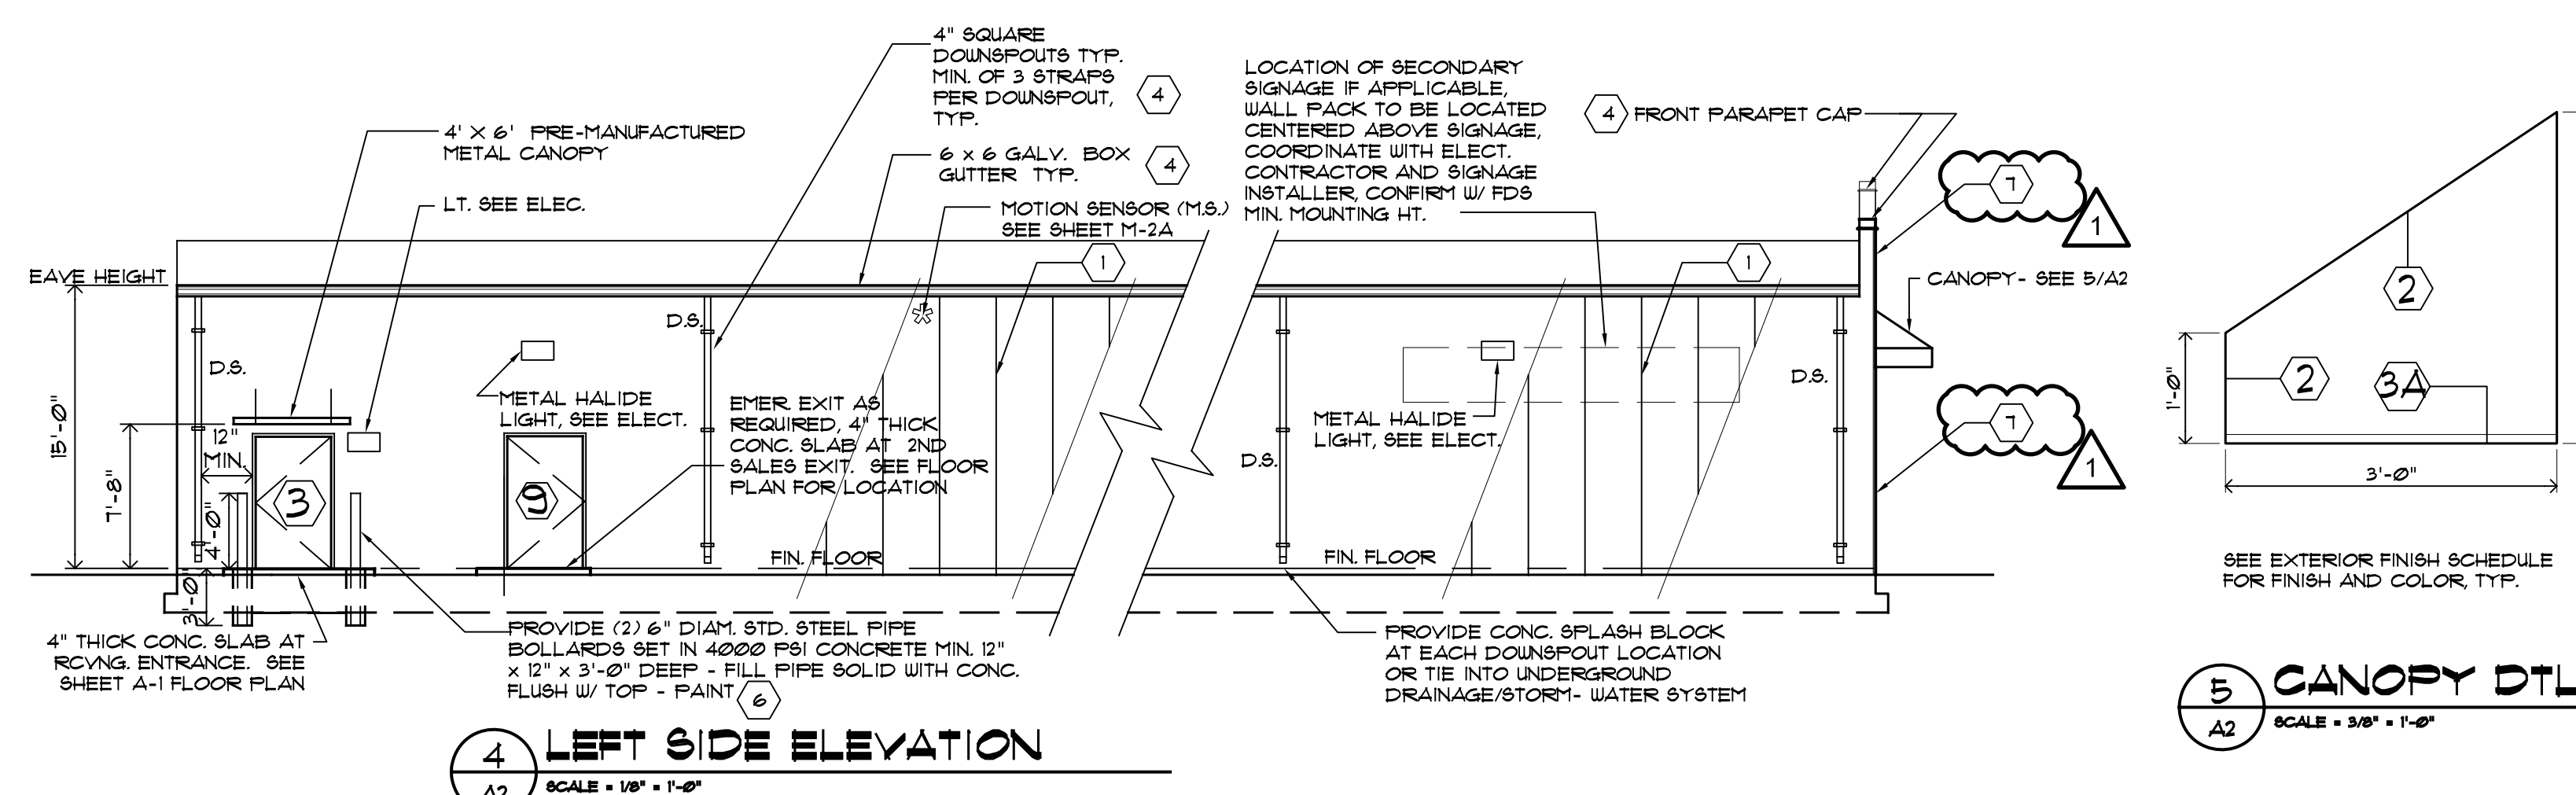 4" SQUARE
DOWNSPOUTS TYP.
MIN. OF 3 STRAPS
PER DOWNSPOUT,
TYP.
4
LOCATION OF SECONDARY
SIGNAGE IF APPLICABLE,
WALL PACK TO BE LOCATED
CENTERED ABOVE SIGNAGE,
COORDINATE WITH ELECT.
CONTRACTOR AND SIGNAGE
INSTALLER, CONFIRM W/ FDS
MIN. MOUNTING HT.
4 FRONT PARAPET CAP
4' X 6' PRE-MANUFACTURED
METAL CANOPY
6 x 6 GALV. BOX
GUTTER TYP.
4
LT. SEE ELEC.
MOTION SENSOR (M.S.)
SEE SHEET M-2A
1
1
7
1
EAVE HEIGHT
CANOPY- SEE 5/A2
D.S.
D.S.
D.S.
D.S.
METAL HALIDE
LIGHT, SEE ELECT.
EMER. EXIT AS
REQUIRED, 4" THICK
CONC. SLAB AT 2ND
SALES EXIT. SEE FLOOR
PLAN FOR LOCATION
METAL HALIDE
LIGHT, SEE ELECT.
7
1
15'-0"
7'-8"
12"
MIN.
4'-0"
3'-0"
3
9
FIN. FLOOR
FIN. FLOOR
4" THICK CONC. SLAB AT
RCVNG. ENTRANCE. SEE
SHEET A-1 FLOOR PLAN
PROVIDE (2) 6" DIAM. STD. STEEL PIPE
BOLLARDS SET IN 4000 PSI CONCRETE MIN. 12"
x 12" x 3'-0" DEEP - FILL PIPE SOLID WITH CONC.
FLUSH W/ TOP - PAINT
6
PROVIDE CONC. SPLASH BLOCK
AT EACH DOWNSPOUT LOCATION
OR TIE INTO UNDERGROUND
DRAINAGE/STORM- WATER SYSTEM
4
A2
LEFT SIDE ELEVATION
SCALE = 1/8" = 1'-0"
2
2
3A
1'-0"
3'-0"
SEE EXTERIOR FINISH SCHEDULE
FOR FINISH AND COLOR, TYP.
5
A2
CANOPY DTL
SCALE = 3/8" = 1'-0"